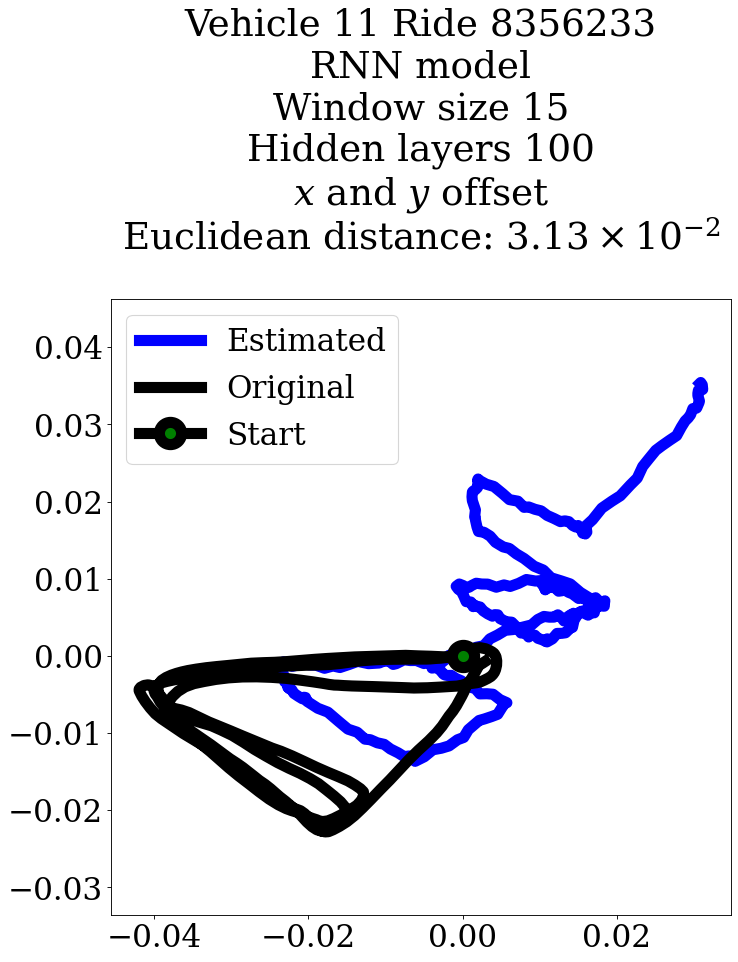 Vehicle 11 Ride 8356233
RNN model
Window size 15
Hidden layers 100
x and y offset
Euclidean distance: 3.13 × 10⁻²
Estimated
Original
Start
0.04
0.03
0.02
0.01
0.00
−0.01
−0.02
−0.03
−0.04 −0.02 0.00 0.02